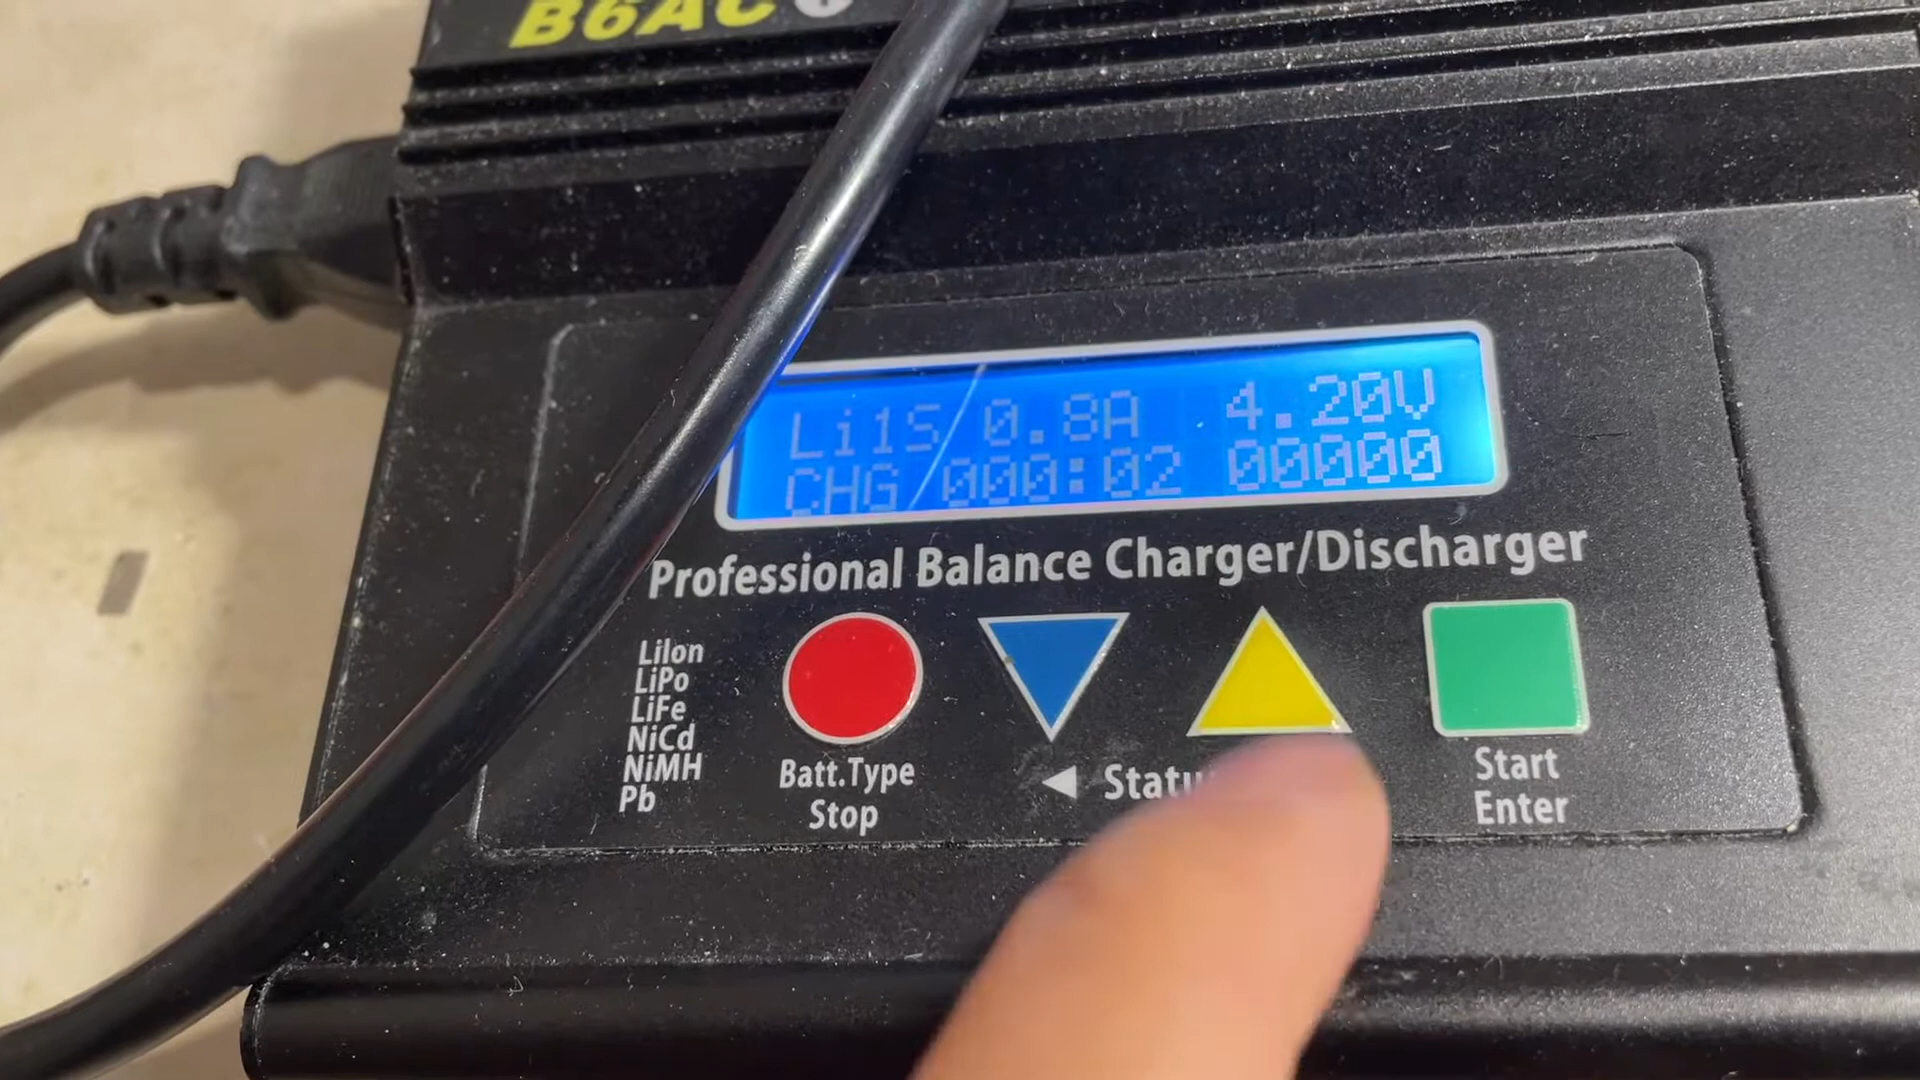 B6AC
Li1S 0.8A 4.20V
CHG 000:02 00000
Professional Balance Charger/Discharger
LiIon
LiPo
LiFe
NiCd
NiMH
Pb
Batt.Type
Stop
◀ Statu
Start
Enter